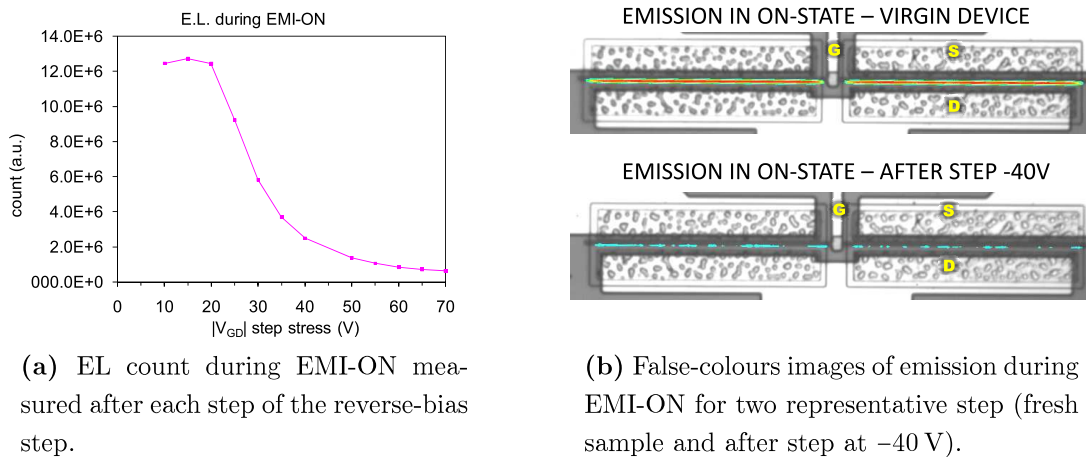 E.L. during EMI-ON
14.0E+6
12.0E+6
10.0E+6
8.0E+6
6.0E+6
4.0E+6
2.0E+6
000.0E+0
count (a.u.)
0 10 20 30 40 50 60 70
|VGD| step stress (V)
(a) EL count during EMI-ON mea-
sured after each step of the reverse-bias
step.
EMISSION IN ON-STATE – VIRGIN DEVICE
G S
D
EMISSION IN ON-STATE – AFTER STEP -40V
G S
D
(b) False-colours images of emission during
EMI-ON for two representative step (fresh
sample and after step at −40 V).